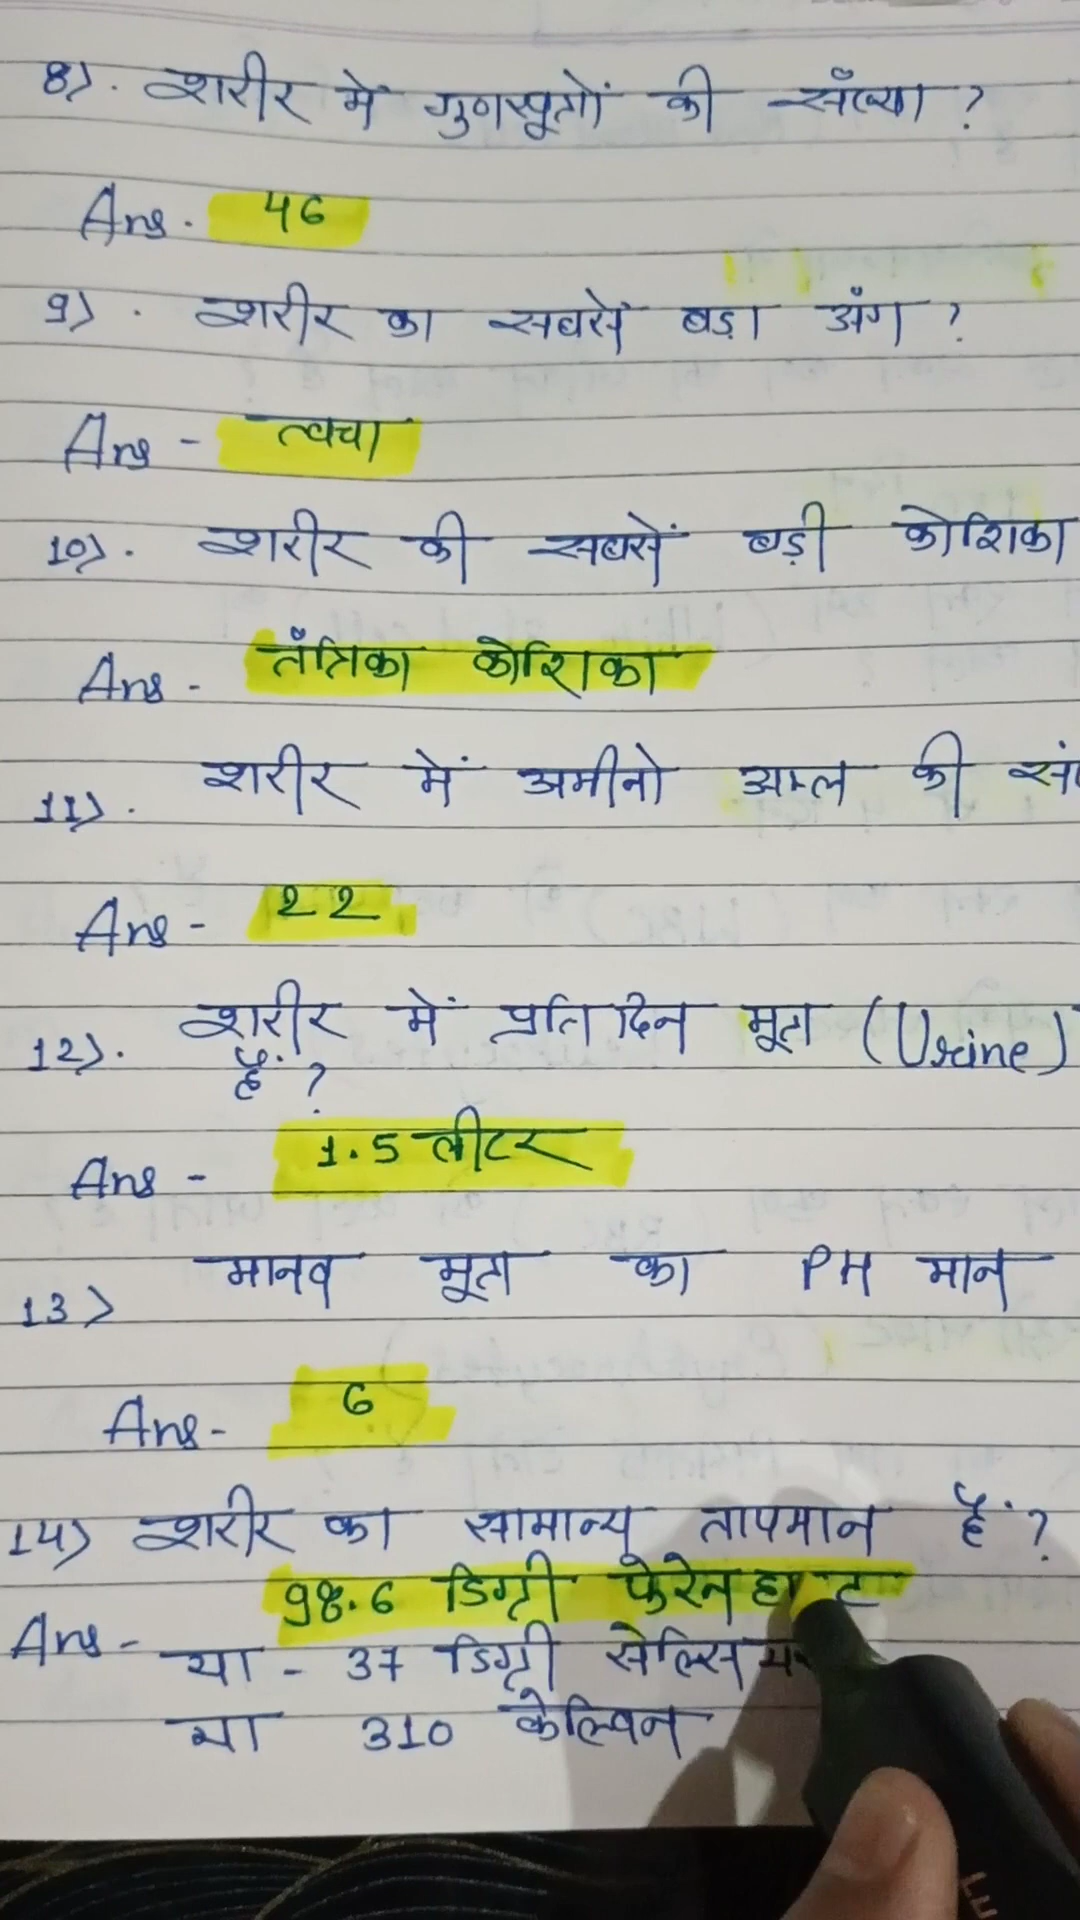 8). शरीर में गुणसूत्रों की सँख्या ?
Ans. 46
9). शरीर का सबसें बड़ा अंग ?
Ans - त्वचा
10). शरीर की सबसें बड़ी कोशिका
Ans - तँत्रिका कोशिका
11). शरीर में अमीनो अम्ल की
Ans - 22
12). शरीर में प्रतिदिन मूत्र (Urine)
हैं ?
Ans - 1.5 लीटर
13) मानव मूत्र का PH मान
Ans - 6
14) शरीर का सामान्य तापमान हैं ?
Ans - 98.6 डिग्री
या - 37 डिग्री
या 310 केल्विन